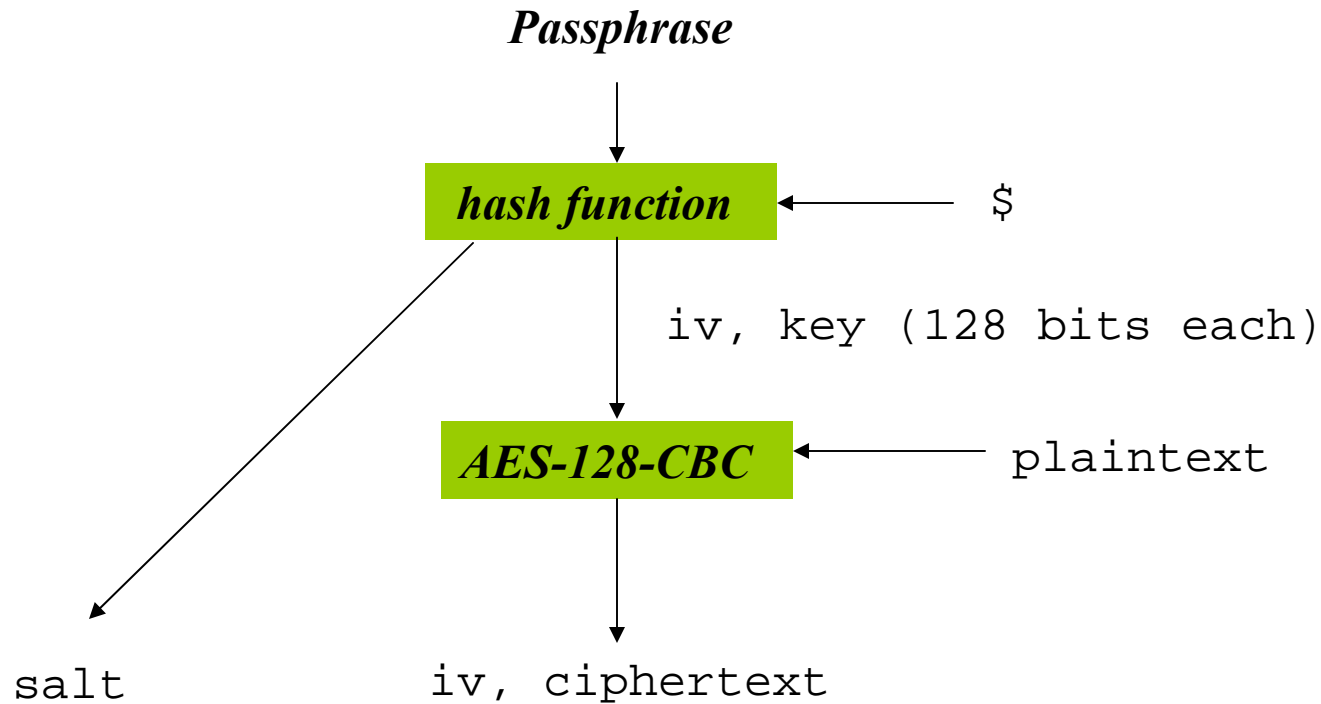 Passphrase
hash function
$
iv, key (128 bits each)
AES-128-CBC
plaintext
salt
iv, ciphertext